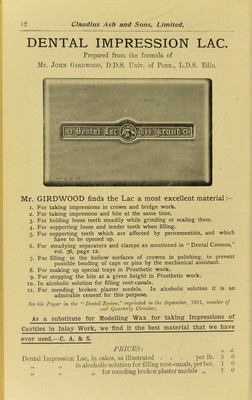 12 Claudius Ash and Sons, Limited.
DENTAL IMPRESSION LAC.
Prepared from the formula of
Mr. JOHN GIRDWOOD, D.D.S. Univ. of Penn., L.D.S. Edin.
Dental Lac
Mr. GIRDWOOD finds the Lac a most excellent material:—
1. For taking impressions in crown and bridge work.
2. For taking impression and bite at the same time,
3. For holding loose teeth steadily while grinding or scaling them.
4. For supporting loose and tender teeth when filling.
5. For supporting teeth which are affected by pericementitis, and which
have to be opened up.
6. For steadying separators and clamps as mentioned in "Dental Cosmos,"
vol. 36, page 12.
7. For filling in the hollow surfaces of crowns in polishing, to prevent
possible bending of caps or pins by the mechanical assistant.
8. For making up special trays in Prosthetic work.
9. For stopping the bite at a given height in Prosthetic work.
10. In alcoholic solution for filling root-canals.
11. For mending broken plaster models. In alcoholic solution it is an
admirable cement for this purpose.
See his Paper in the "Dental Review," reprinted in the September, 1901, number of
our Quarterly Circular,
As a substitute for Modelling Wax for taking Impressions of
Cavities in Inlay Work, we find it the best material that we have
ever used.—C. A. & S.
PRICES:— s. d.
Dental Impression Lac, in cakes, as illustrated . . . per lb. 5 0
" " in alcoholic solution for filling root-canals, per bot. 1 0
" " " for mending broken plaster models " 1 0